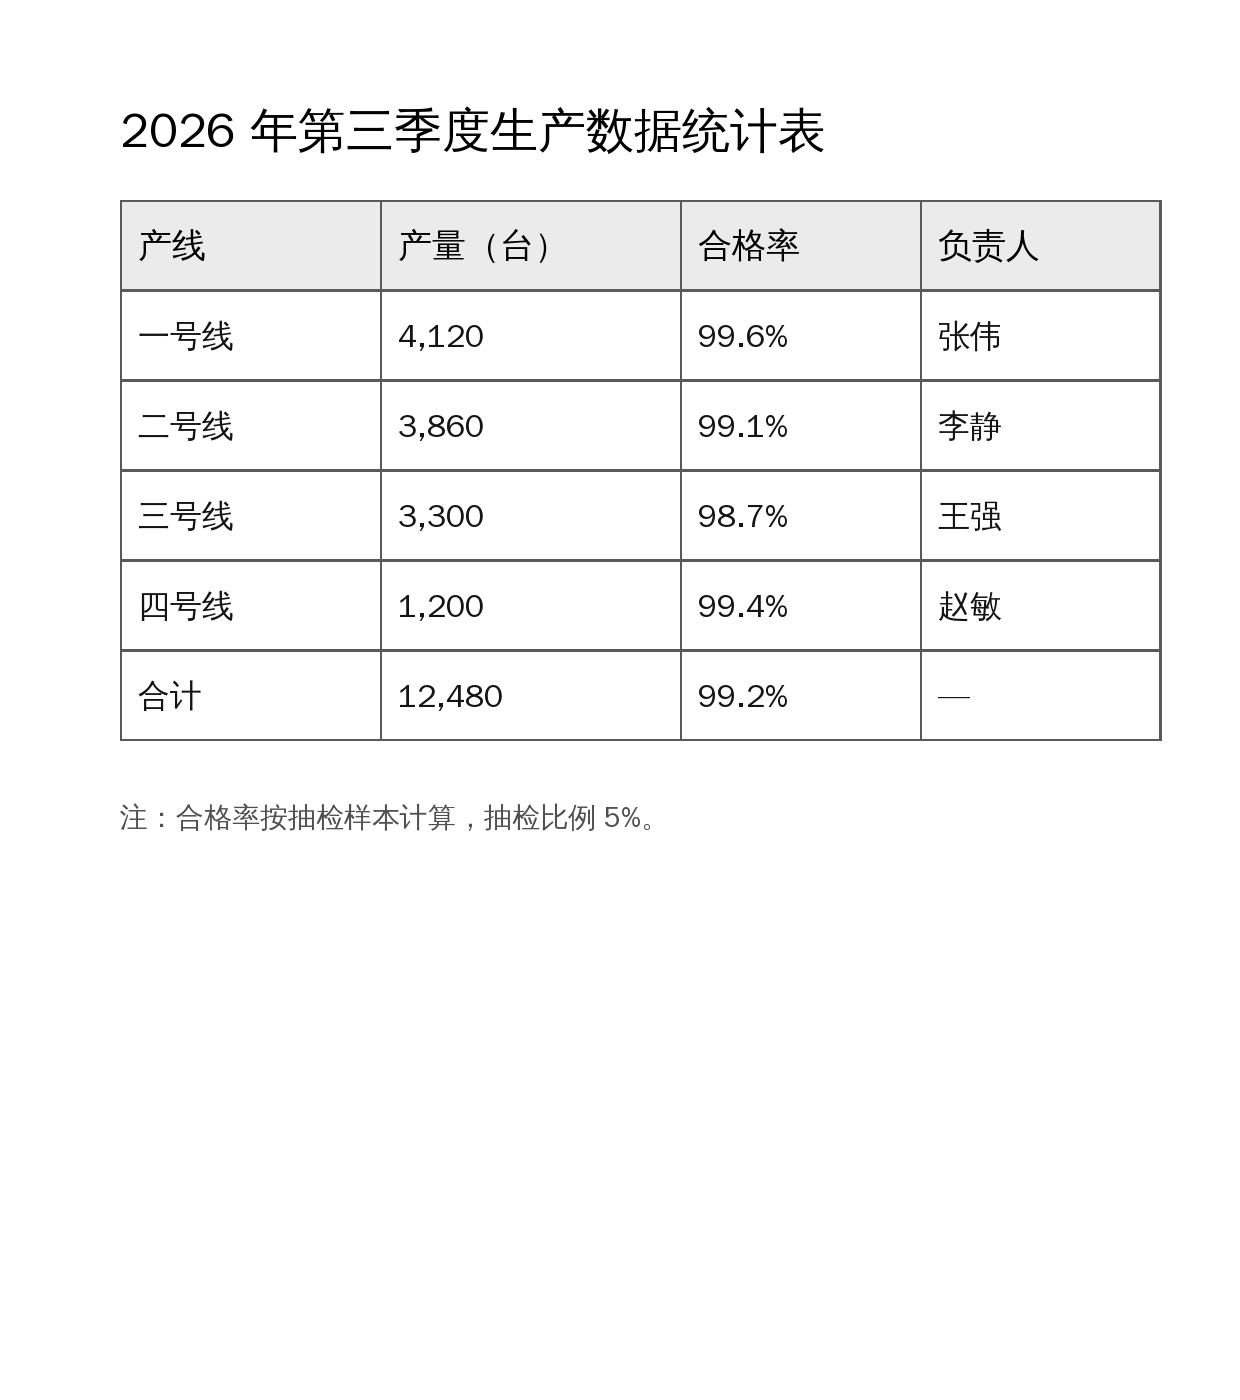 2026 年第三季度生产数据统计表
产线 产量（台） 合格率 负责人
一号线 4,120 99.6% 张伟
二号线 3,860 99.1% 李静
三号线 3,300 98.7% 王强
四号线 1,200 99.4% 赵敏
合计 12,480 99.2% —
注：合格率按抽检样本计算，抽检比例 5%。